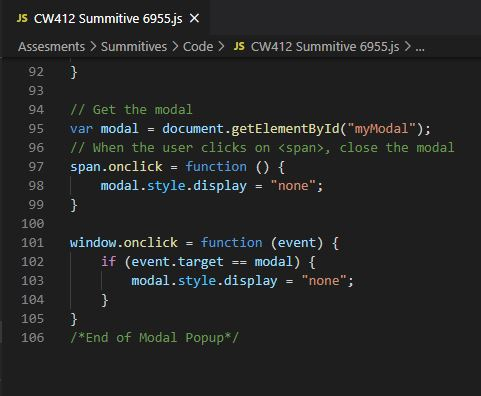 JS CW412 Summitive 6955.js ×
Assesments > Summitives > Code > JS CW412 Summitive 6955.js > ...
92 }
93
94 // Get the modal
95 var modal = document.getElementById("myModal");
96 // When the user clicks on <span>, close the modal
97 span.onclick = function () {
98 modal.style.display = "none";
99 }
100
101 window.onclick = function (event) {
102 if (event.target == modal) {
103 modal.style.display = "none";
104 }
105 }
106 /*End of Modal Popup*/